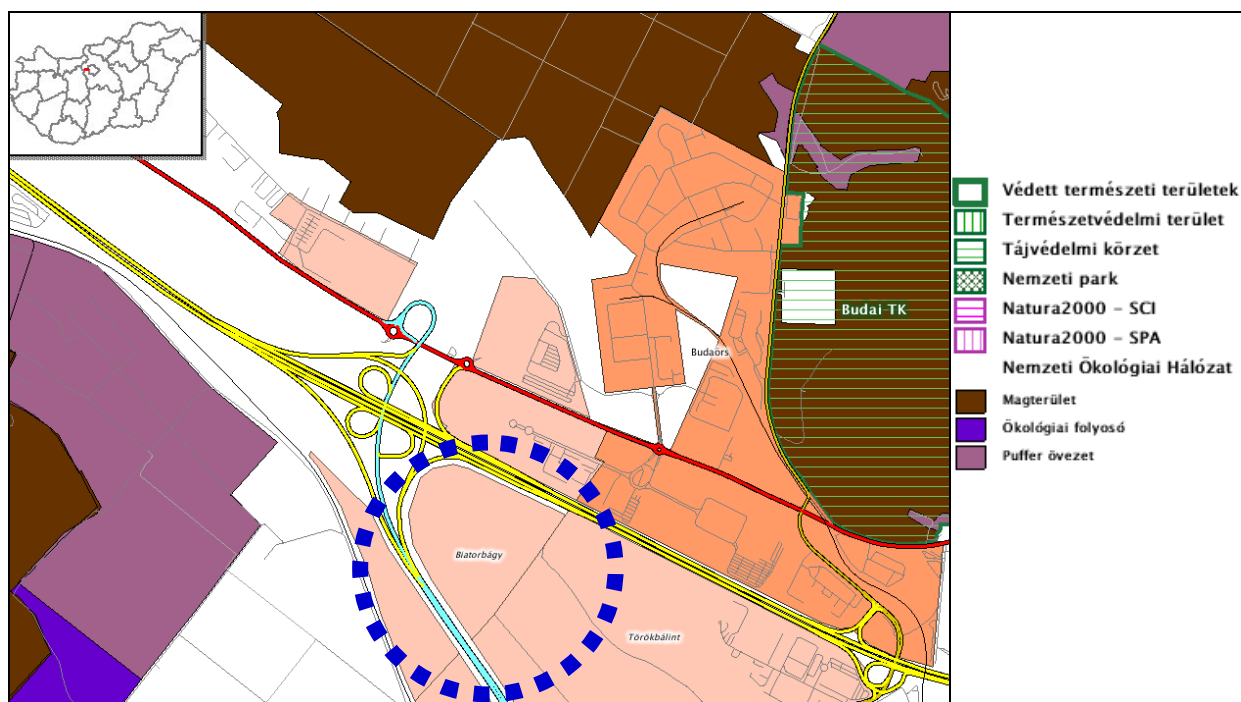 Budai TK
Budaörs
Biatorbágy
Törökbálint
Védett természeti területek
Természetvédelmi terület
Tájvédelmi körzet
Nemzeti park
Natura2000 - SCI
Natura2000 - SPA
Nemzeti Ökológiai Hálózat
Magterület
Ökológiai folyosó
Puffer övezet